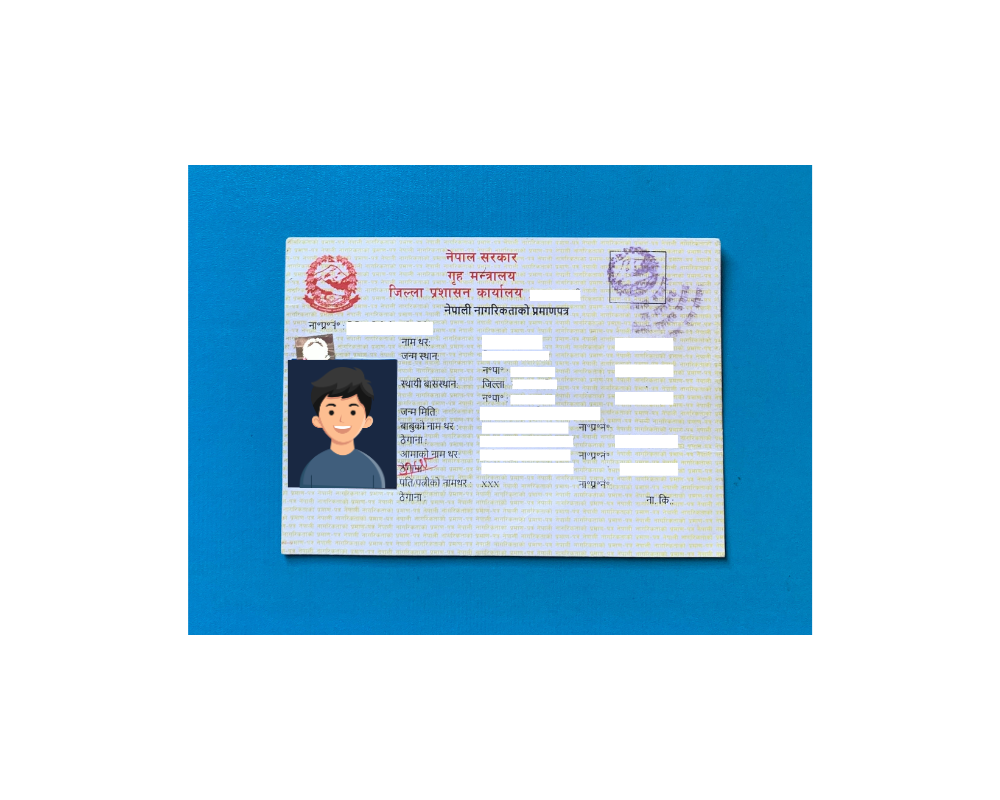 नेपाल सरकार
गृह मन्त्रालय
जिल्ला प्रशासन कार्यालय
नेपाली नागरिकताको प्रमाणपत्र
ना॰प्र॰नं॰ :
नाम थर:
जन्म स्थान:
न॰पा॰ :
स्थायी बासस्थान: जिल्ला :
न॰पा॰ :
जन्म मिति:
बाबुको नाम थर : ना॰प्र॰नं॰
ठेगाना :
आमाको नाम थर: ना॰प्र॰नं॰
पति/पत्नीको नामथर : xxx ना॰प्र॰नं॰
ठेगाना : ना. कि.: